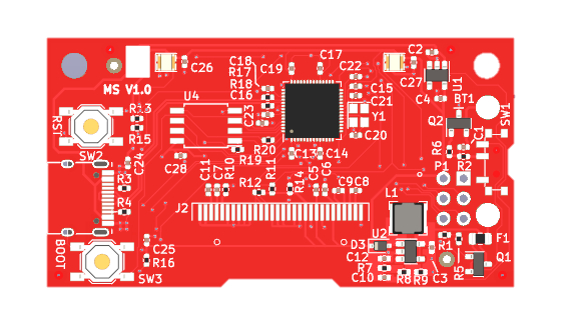 C2
C17
C18
C26
R17
C19
C22
R18
C27
U1
MS V1.0
C16
C15
U4
C21
C4
BT1
SW1
R13
C23
Y1
Q2
RST
R15
C20
C1
R20
R6
SW2
C13
C14
R19
C24
C28
P1
R2
C11
C7
R10
R11
R14
C5
C6
R3
R12
C9
C8
L1
R4
J2
U2
F1
BOOT
D3
R1
C25
C12
Q1
R16
R7
R5
SW3
C10
R8
R9
C3